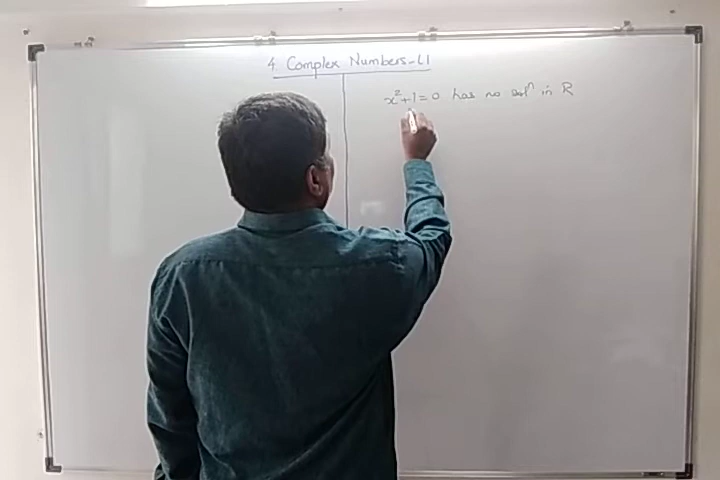 4 Complex Numbers-L1
x²+1=0 has no solⁿ in R